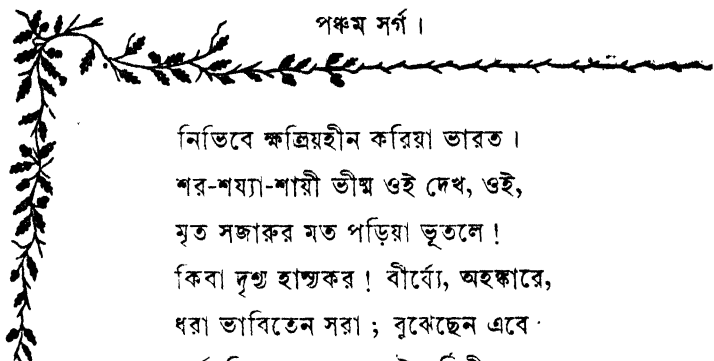 পঞ্চম সর্গ।
নিভিবে ক্ষত্রিয়হীন করিয়া ভারত।
শর-শয্যা-শায়ী ভীষ্ম ওই দেখ, ওই,
মৃত সজারুর মত পড়িয়া ভূতলে!
কিবা দৃশ্য হাস্যকর! বীর্য্যে, অহঙ্কারে,
ধরা ভাবিতেন সরা; বুঝেছেন এবে